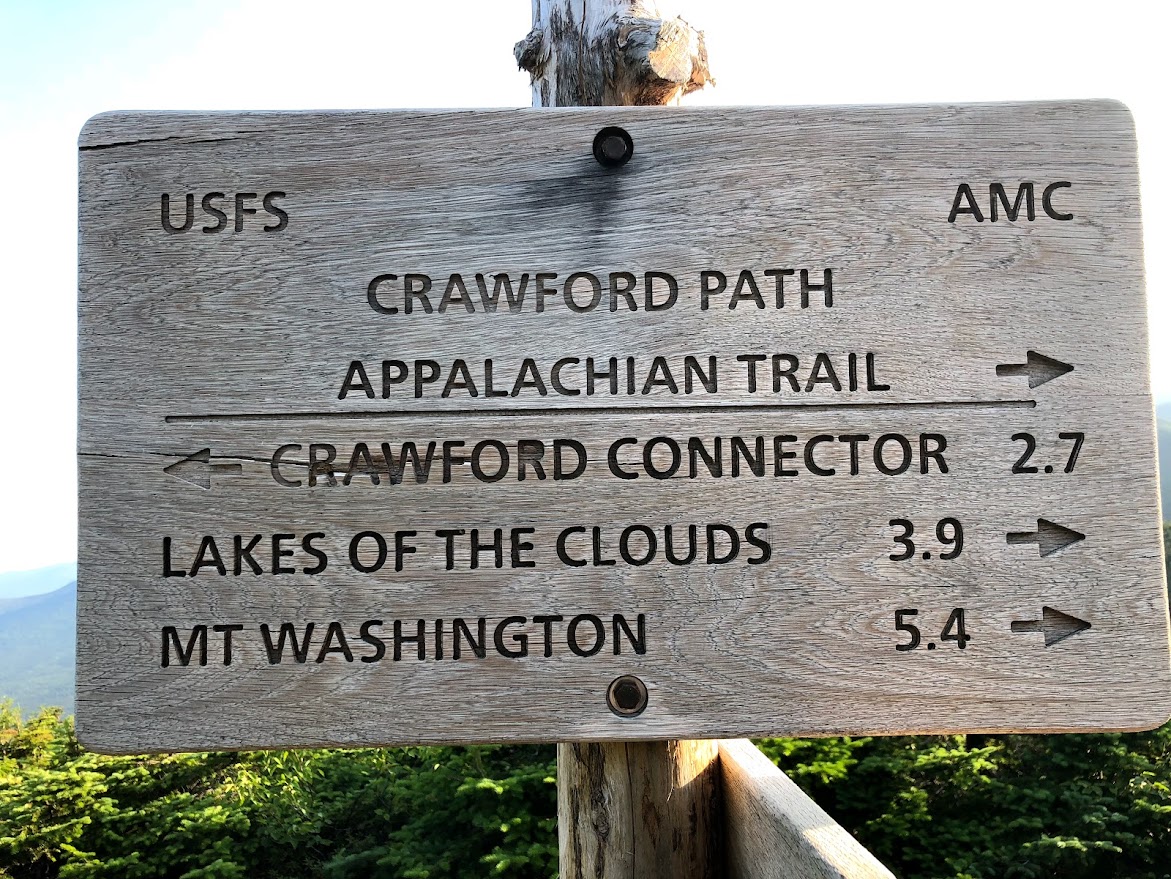 USFS AMC
CRAWFORD PATH
APPALACHIAN TRAIL
CRAWFORD CONNECTOR 2.7
LAKES OF THE CLOUDS 3.9
MT WASHINGTON 5.4